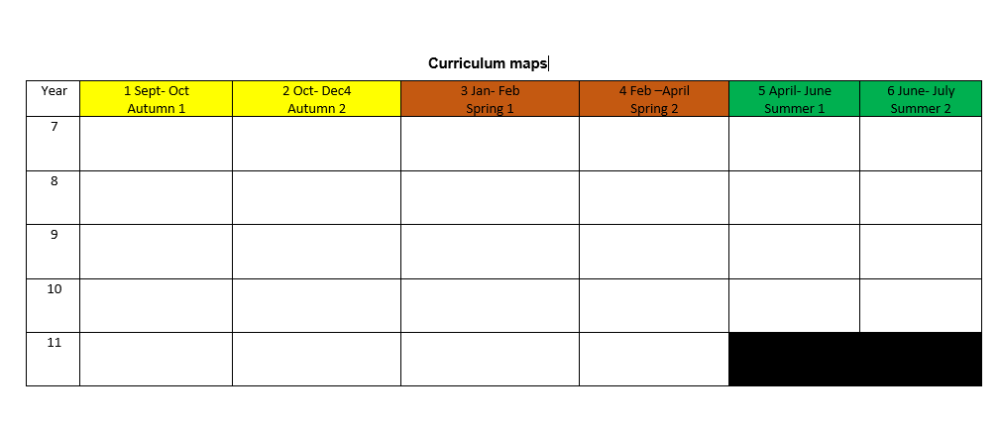 Curriculum maps
Year
1 Sept- Oct
Autumn 1
2 Oct- Dec4
Autumn 2
3 Jan- Feb
Spring 1
4 Feb –April
Spring 2
5 April- June
Summer 1
6 June- July
Summer 2
7
8
9
10
11